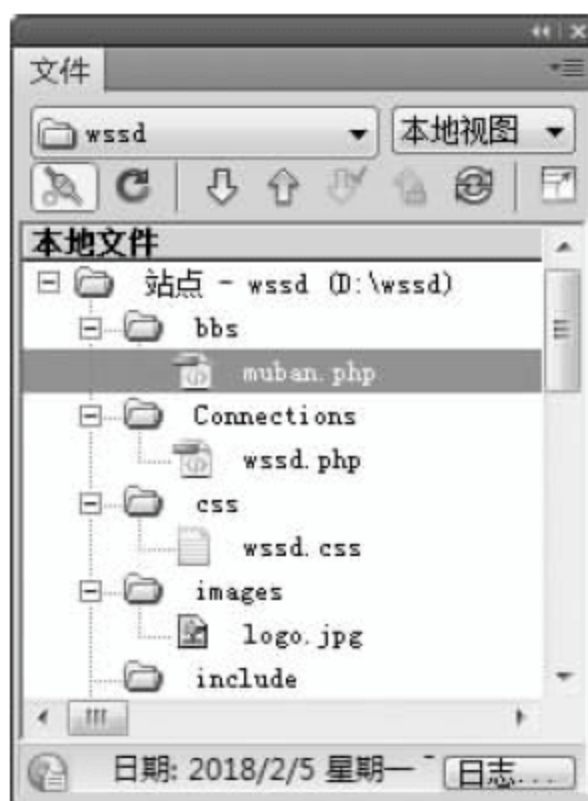 文件
wssd 本地视图
本地文件
站点 - wssd (D:\wssd)
bbs
muban.php
Connections
wssd.php
css
wssd.css
images
logo.jpg
include
日期: 2018/2/5 星期一 日志...